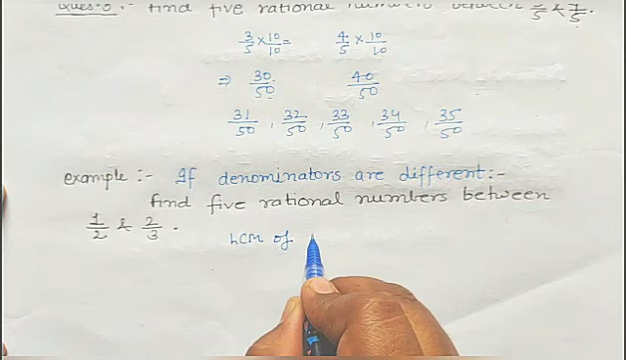 Ques:- find five rational numbers between 3/5 & 4/5.
3/5 × 10/10 = 4/5 × 10/10
⇒ 30/50 40/50
31/50, 32/50, 33/50, 34/50, 35/50
example:- If denominators are different:-
find five rational numbers between
1/2 & 2/3.
LCM of